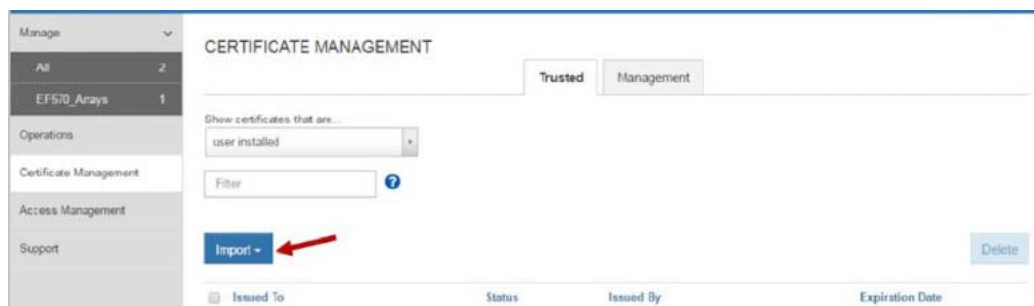 Manage
All 2
EF570_Arrays 1
Operations
Certificate Management
Access Management
Support
CERTIFICATE MANAGEMENT
Trusted Management
Show certificates that are...
user installed
Filter
?
Import
Delete
Issued To Status Issued By Expiration Date